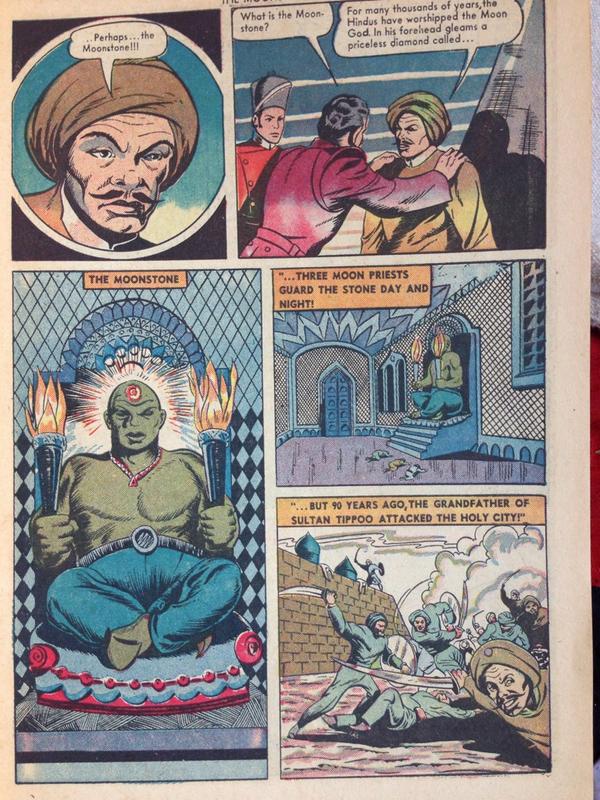 THE MOON
..Perhaps...the
Moonstone!!!
What is the Moon-
stone?
For many thousands of years,the
Hindus have worshipped the Moon
God. In his forehead gleams a
priceless diamond called...
THE MOONSTONE
"...THREE MOON PRIESTS
GUARD THE STONE DAY AND
NIGHT!
"...BUT 90 YEARS AGO,THE GRANDFATHER OF
SULTAN TIPPOO ATTACKED THE HOLY CITY!"